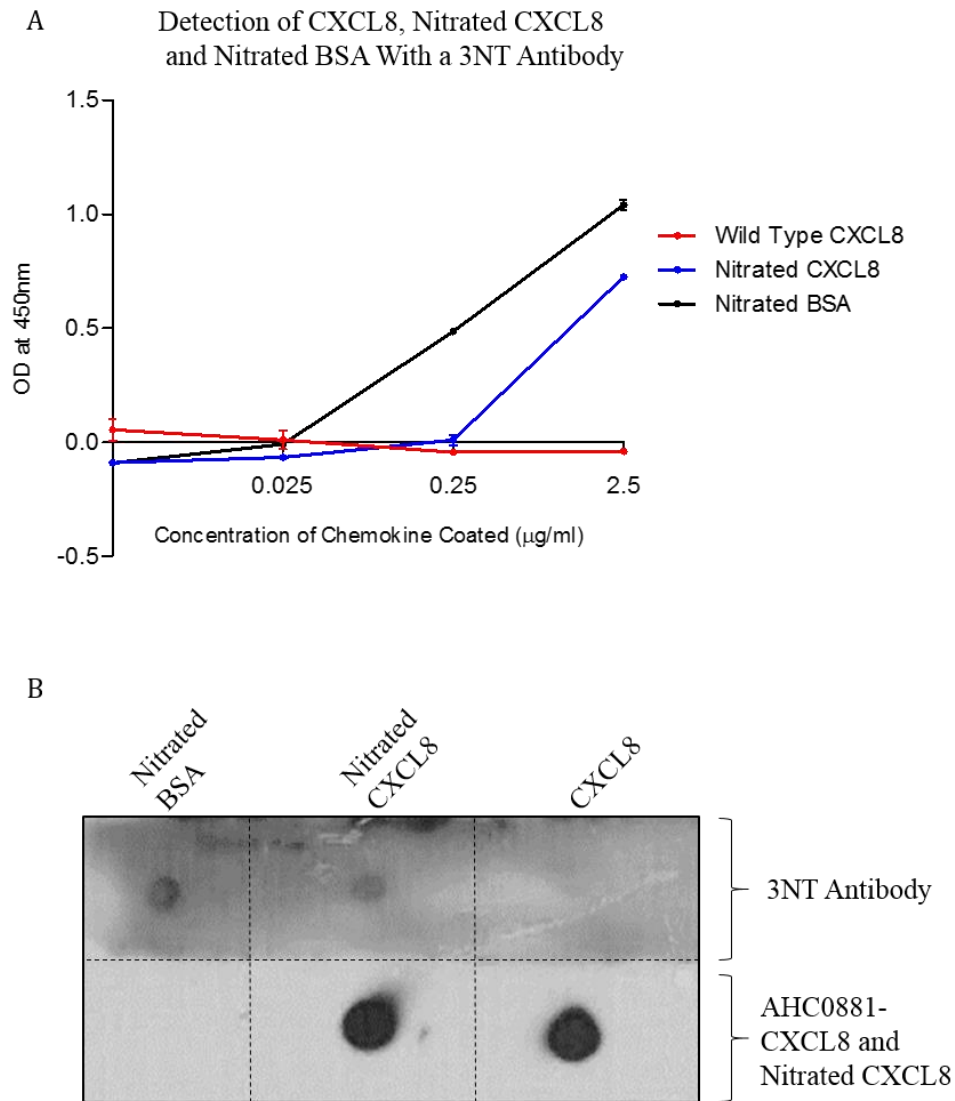 A
Detection of CXCL8, Nitrated CXCL8
and Nitrated BSA With a 3NT Antibody
1.5
1.0
0.5
0.0
-0.5
OD at 450nm
0.025
0.25
2.5
Concentration of Chemokine Coated (μg/ml)
Wild Type CXCL8
Nitrated CXCL8
Nitrated BSA
B
Nitrated
BSA
Nitrated
CXCL8
CXCL8
3NT Antibody
AHC0881-
CXCL8 and
Nitrated CXCL8